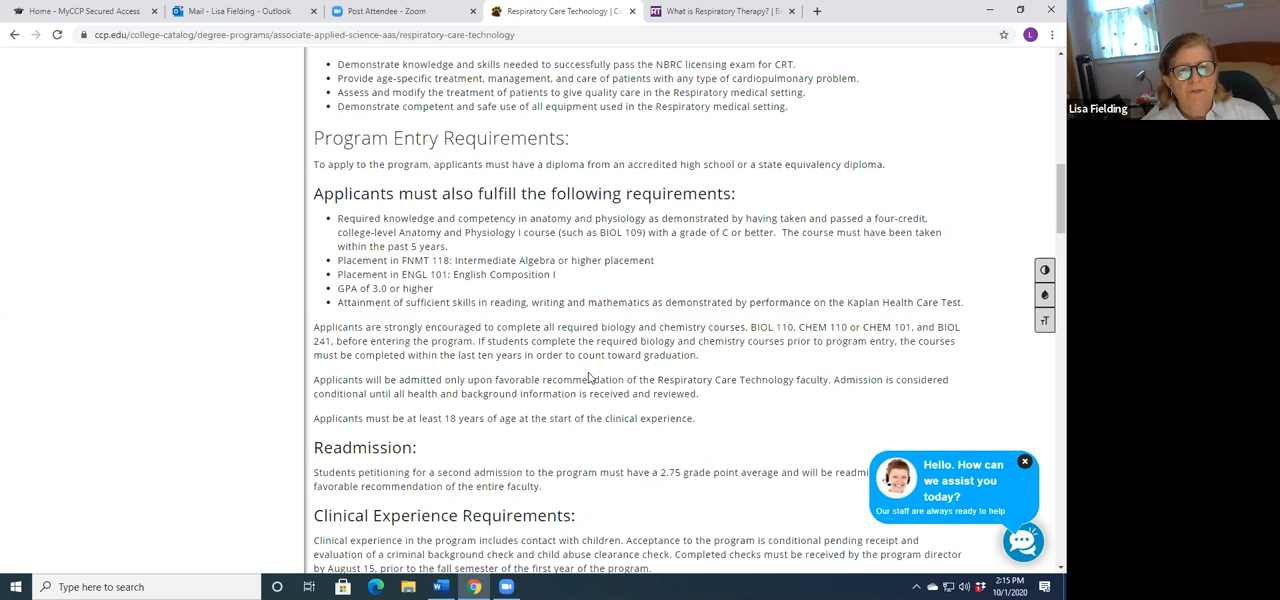 Home - MyCCP Secured Access
Mail - Lisa Fielding - Outlook
Post Attendee - Zoom
Respiratory Care Technology | Co
RT What is Respiratory Therapy? | Be
ccp.edu/college-catalog/degree-programs/associate-applied-science-aas/respiratory-care-technology
L
Lisa Fielding
Demonstrate knowledge and skills needed to successfully pass the NBRC licensing exam for CRT.
Provide age-specific treatment, management, and care of patients with any type of cardiopulmonary problem.
Assess and modify the treatment of patients to give quality care in the Respiratory medical setting.
Demonstrate competent and safe use of all equipment used in the Respiratory medical setting.
Program Entry Requirements:
To apply to the program, applicants must have a diploma from an accredited high school or a state equivalency diploma.
Applicants must also fulfill the following requirements:
Required knowledge and competency in anatomy and physiology as demonstrated by having taken and passed a four-credit,
college-level Anatomy and Physiology I course (such as BIOL 109) with a grade of C or better. The course must have been taken
within the past 5 years.
Placement in FNMT 118: Intermediate Algebra or higher placement
Placement in ENGL 101: English Composition I
GPA of 3.0 or higher
Attainment of sufficient skills in reading, writing and mathematics as demonstrated by performance on the Kaplan Health Care Test.
Applicants are strongly encouraged to complete all required biology and chemistry courses, BIOL 110, CHEM 110 or CHEM 101, and BIOL
241, before entering the program. If students complete the required biology and chemistry courses prior to program entry, the courses
must be completed within the last ten years in order to count toward graduation.
Applicants will be admitted only upon favorable recommendation of the Respiratory Care Technology faculty. Admission is considered
conditional until all health and background information is received and reviewed.
Applicants must be at least 18 years of age at the start of the clinical experience.
Readmission:
Students petitioning for a second admission to the program must have a 2.75 grade point average and will be readmi
favorable recommendation of the entire faculty.
Clinical Experience Requirements:
Clinical experience in the program includes contact with children. Acceptance to the program is conditional pending receipt and
evaluation of a criminal background check and child abuse clearance check. Completed checks must be received by the program director
by August 15, prior to the fall semester of the first year of the program.
TT
Hello. How can
we assist you
today?
Our staff are always ready to help
Type here to search
2:15 PM
10/1/2020